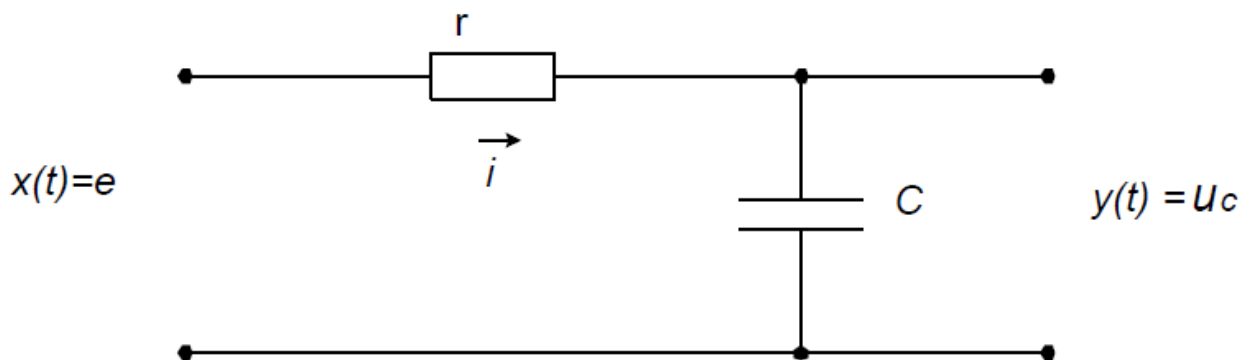 r
i
x(t)=e
C
y(t) = uc